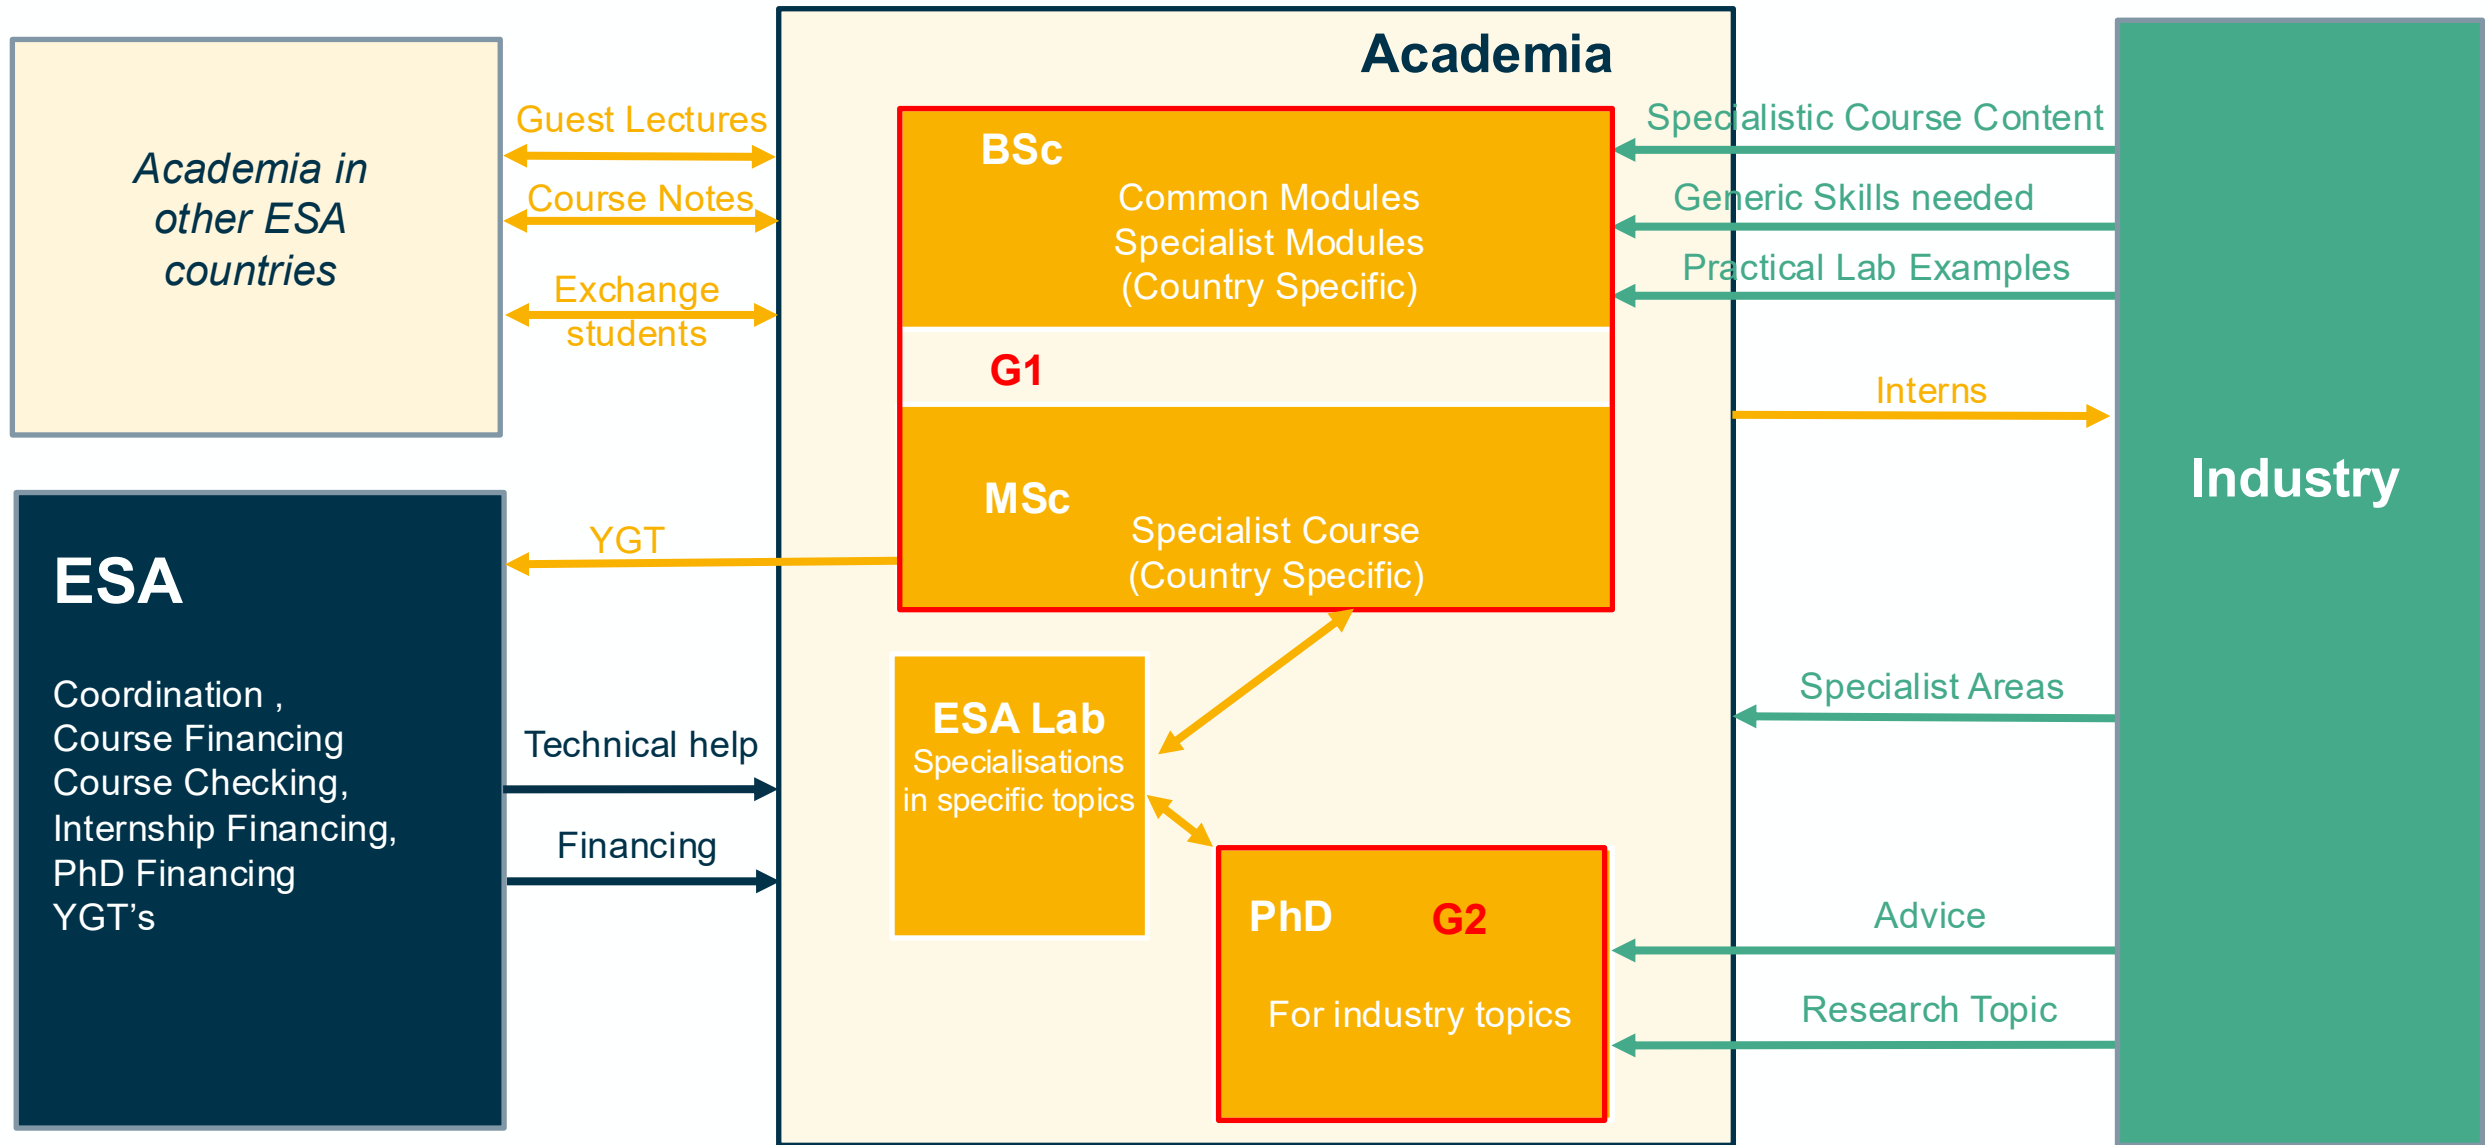 Academia in
other ESA
countries
Guest Lectures
Course Notes
Exchange
students
ESA
Coordination ,
Course Financing
Course Checking,
Internship Financing,
PhD Financing
YGT’s
YGT
Technical help
Financing
Academia
BSc
Common Modules
Specialist Modules
(Country Specific)
G1
MSc
Specialist Course
(Country Specific)
ESA Lab
Specialisations
in specific topics
PhD
G2
For industry topics
Specialistic Course Content
Generic Skills needed
Practical Lab Examples
Interns
Specialist Areas
Advice
Research Topic
Industry